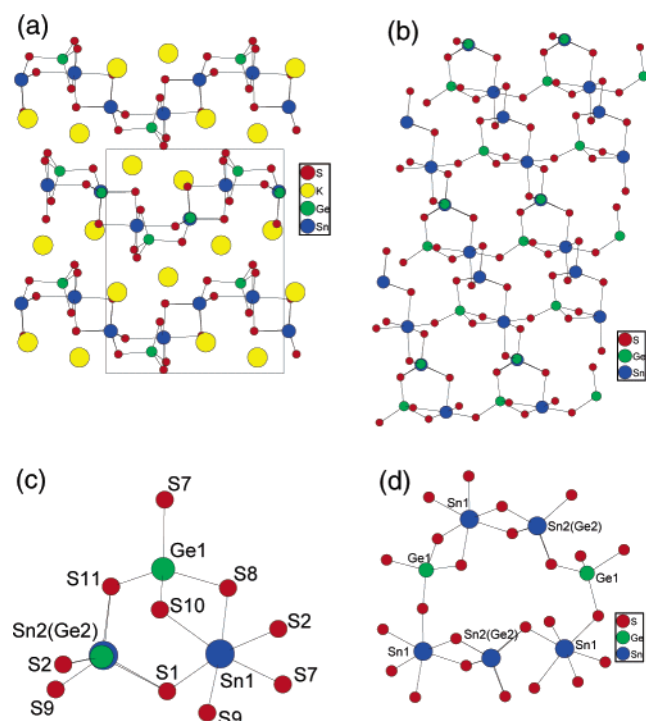 (a)
(b)
S
K
Ge
Sn
S
Ge
Sn
(c)
S7
Ge1
S11
S8
S10
Sn2(Ge2)
S2
S2
S1
Sn1
S7
S9
S9
(d)
Sn1
Sn2(Ge2)
Ge1
Ge1
Sn2(Ge2)
Sn1
Sn1
S
Ge
Sn